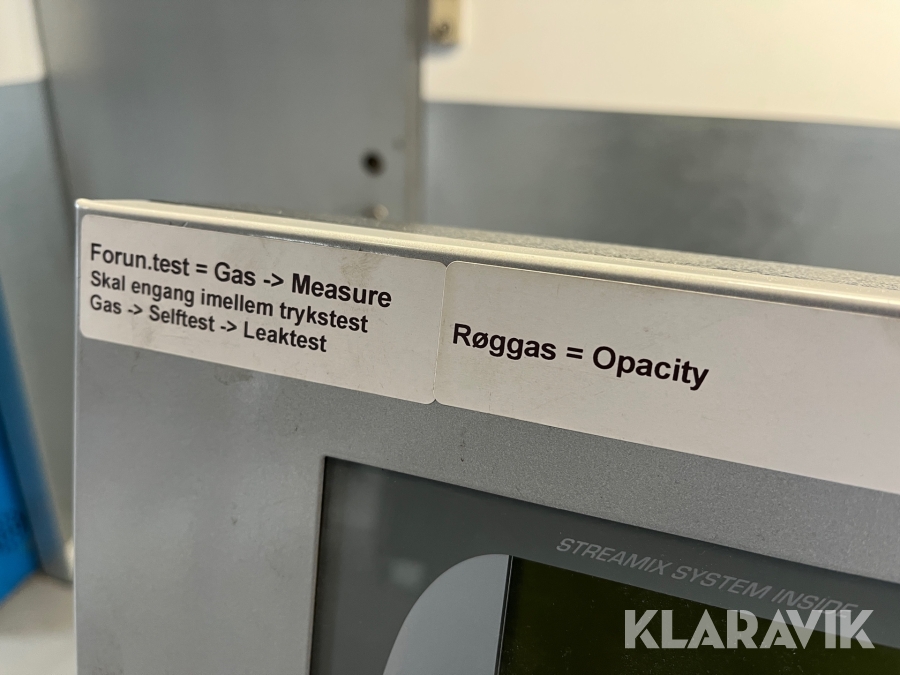 Forun.test = Gas -> Measure
Skal engang imellem trykstest
Gas -> Selftest -> Leaktest
Røggas = Opacity
STREAMIX SYSTEM INSIDE
KLARAVIK